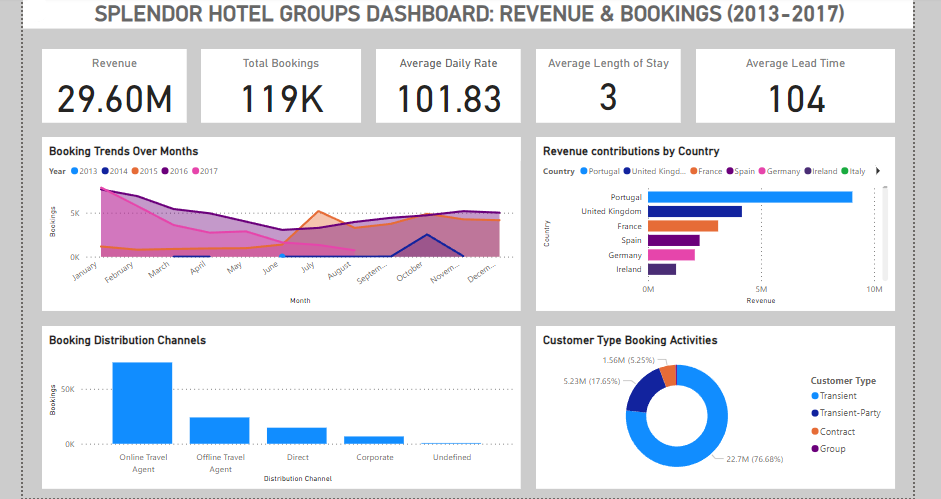 SPLENDOR HOTEL GROUPS DASHBOARD: REVENUE & BOOKINGS (2013-2017)
Revenue
29.60M
Total Bookings
119K
Average Daily Rate
101.83
Average Length of Stay
3
Average Lead Time
104
Booking Trends Over Months
Year 2013 2014 2015 2016 2017
Bookings
5K
0K
January February March April May June July August Septem... October Novem... Decem...
Month
Revenue contributions by Country
Country Portugal United Kingd... France Spain Germany Ireland Italy
Country
Portugal
United Kingdom
France
Spain
Germany
Ireland
0M 5M 10M
Revenue
Booking Distribution Channels
Bookings
50K
0K
Online Travel Agent
Offline Travel Agent
Direct
Corporate
Undefined
Distribution Channel
Customer Type Booking Activities
1.56M (5.25%)
5.23M (17.65%)
22.7M (76.68%)
Customer Type
Transient
Transient-Party
Contract
Group